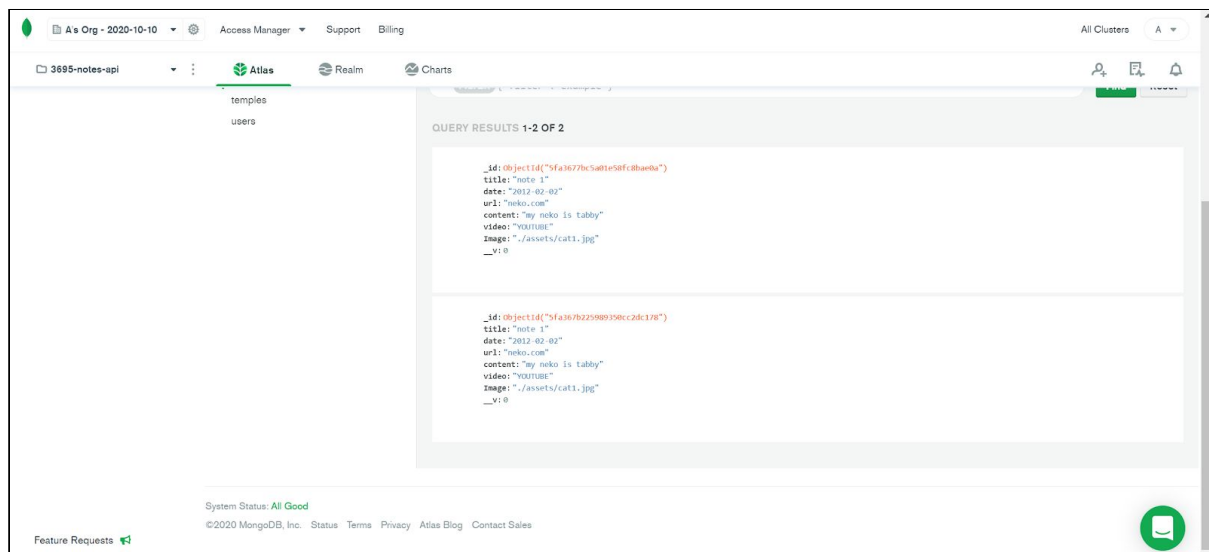 A's Org - 2020-10-10 Access Manager Support Billing All Clusters A
3695-notes-api Atlas Realm Charts
temples
users
QUERY RESULTS 1-2 OF 2
_id: ObjectId("5fa3677bc5a01e58fc8bae0a")
title: "note 1"
date: "2012-02-02"
url: "neko.com"
content: "my neko is tabby"
video: "YOUTUBE"
Image: "./assets/cat1.jpg"
__v: 0
_id: ObjectId("5fa367b225989350cc2dc178")
title: "note 1"
date: "2012-02-02"
url: "neko.com"
content: "my neko is tabby"
video: "YOUTUBE"
Image: "./assets/cat1.jpg"
__v: 0
System Status: All Good
©2020 MongoDB, Inc. Status Terms Privacy Atlas Blog Contact Sales
Feature Requests